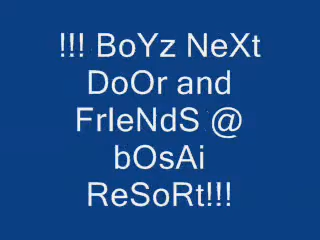 !!! BoYz NeXt
DoOr and
FrIeNdS @
bOsAi
ReSoRt!!!